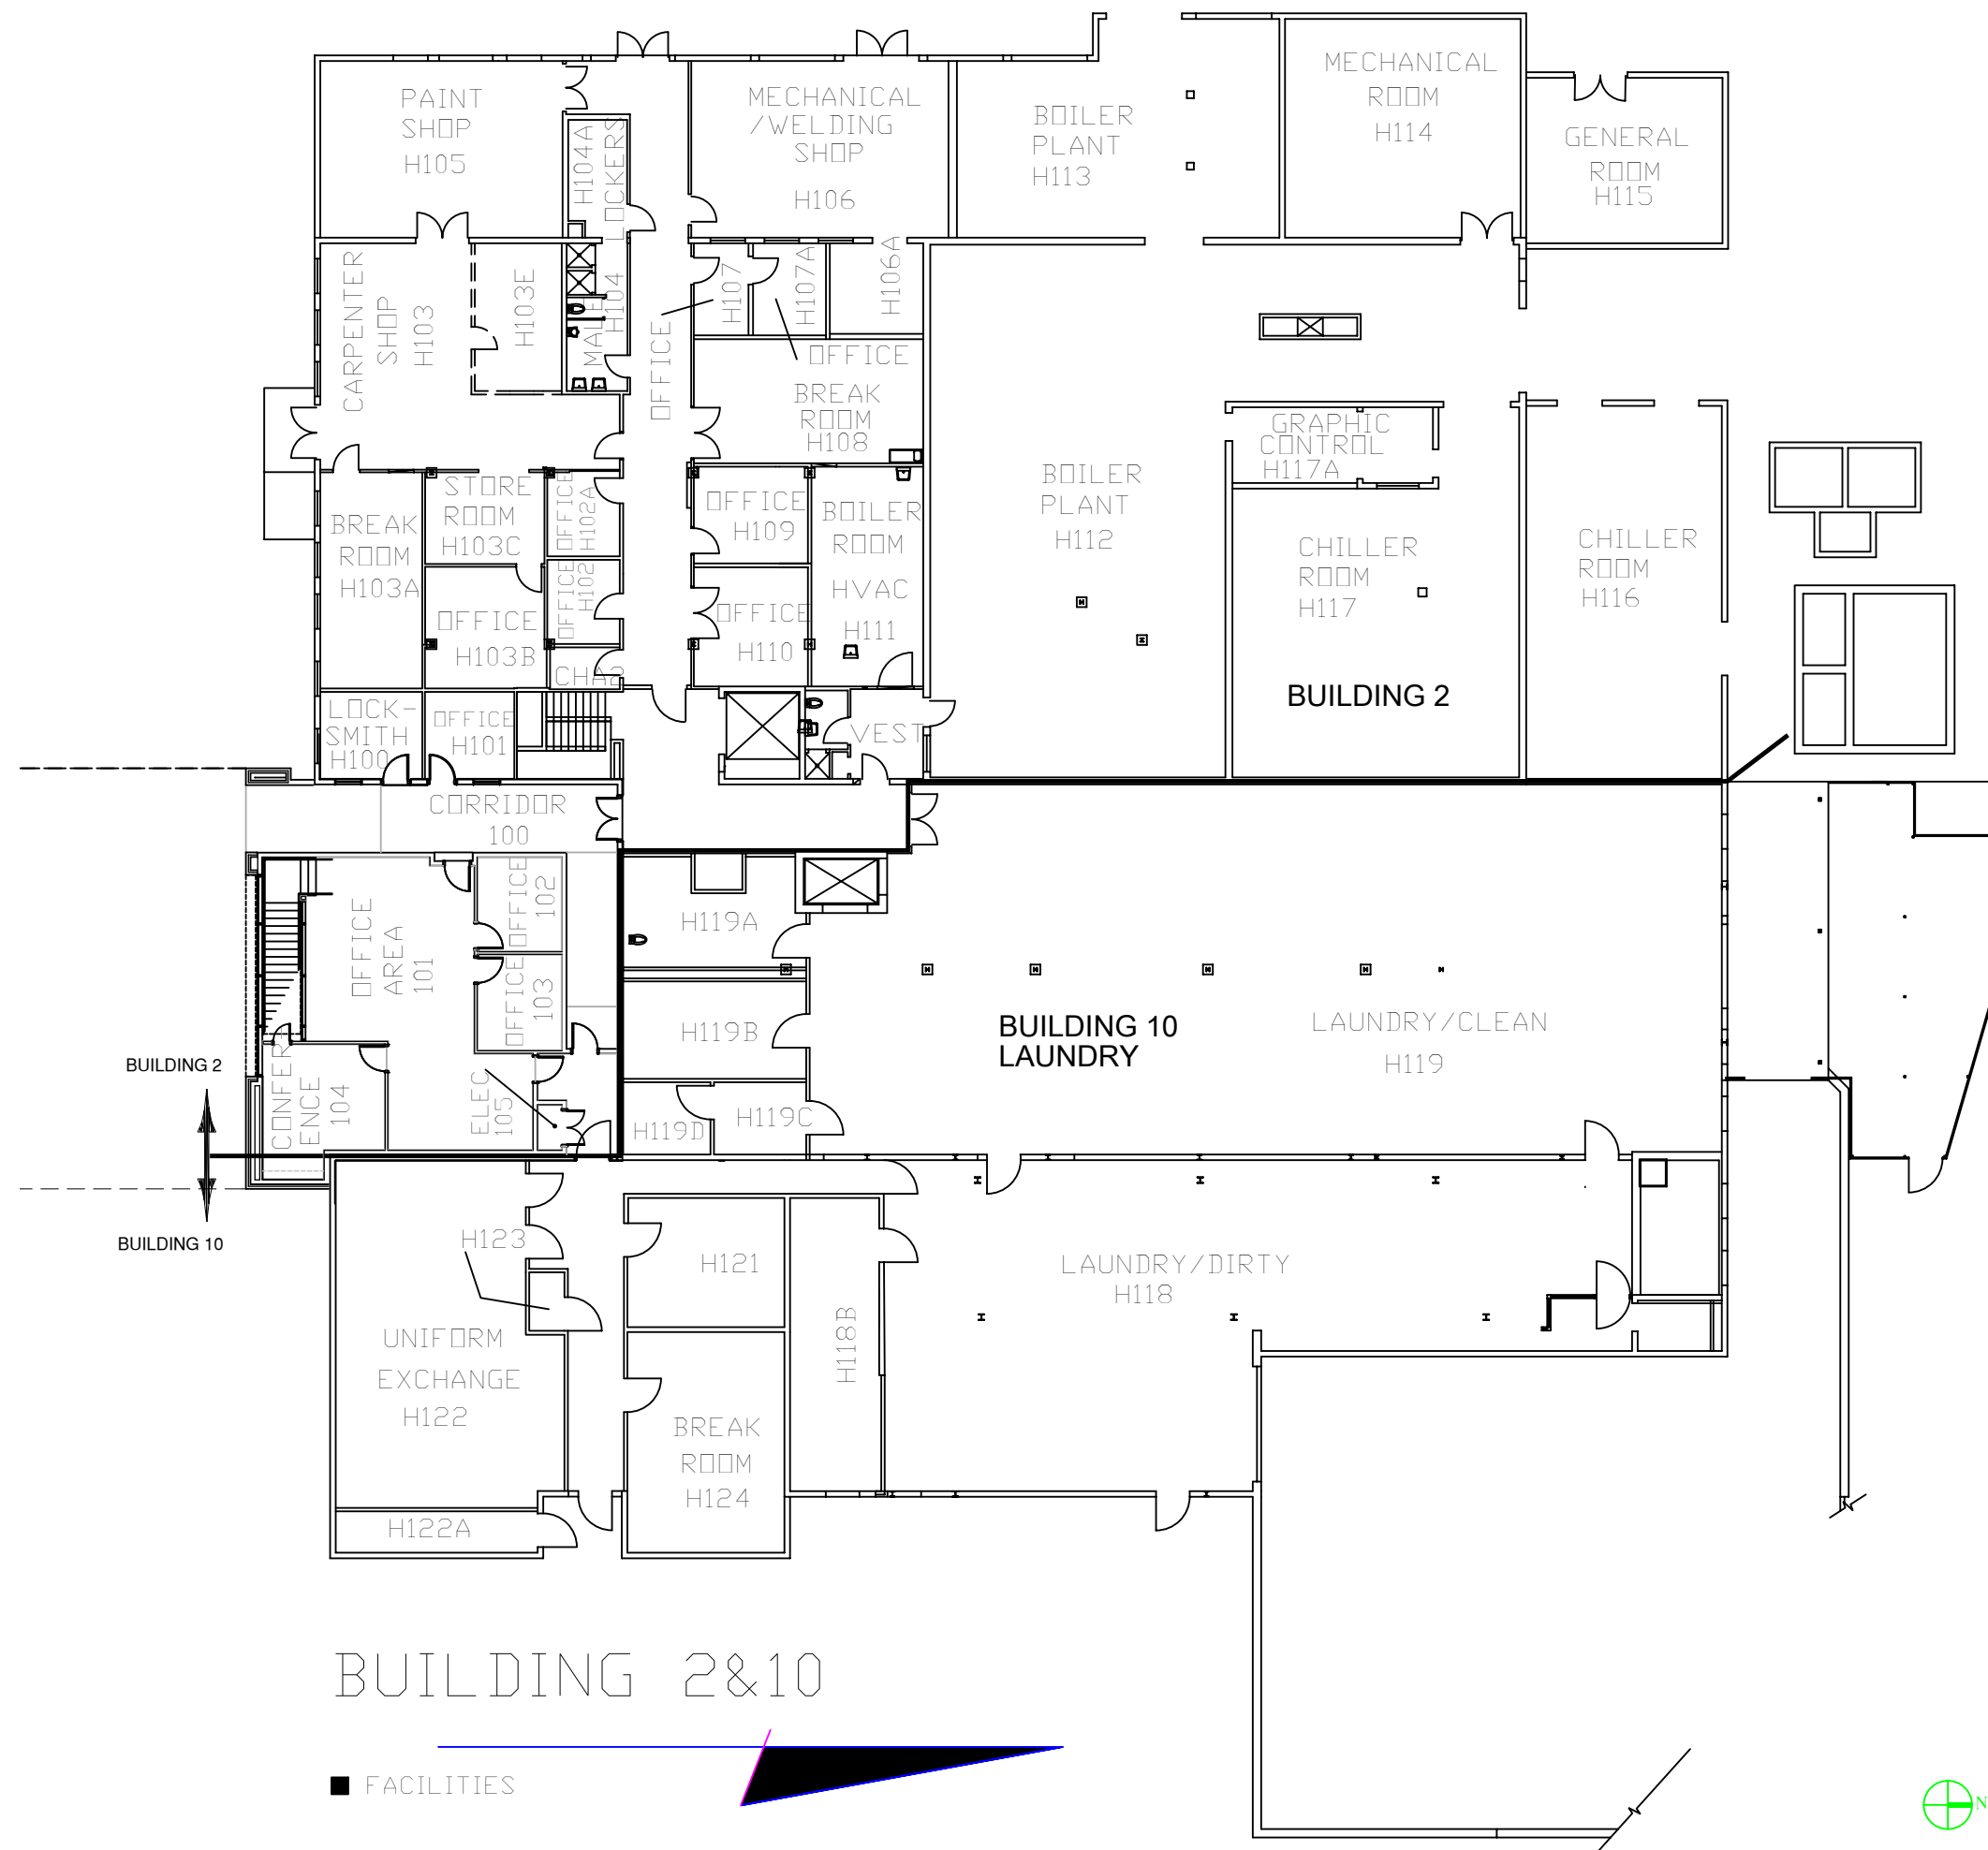 PAINT
SHOP
H105
H104A
LOCKERS
MECHANICAL
/WELDING
SHOP
H106
BOILER
PLANT
H113
MECHANICAL
ROOM
H114
GENERAL
ROOM
H115
CARPENTER
SHOP
H103
H103E
MALE
H104
OFFICE
H107
H107A
H106A
OFFICE
BREAK
ROOM
H108
GRAPHIC
CONTROL
H117A
BREAK
ROOM
H103A
STORE
ROOM
H103C
OFFICE
H102A
OFFICE
H109
BOILER
ROOM
HVAC
H111
BOILER
PLANT
H112
CHILLER
ROOM
H117
CHILLER
ROOM
H116
OFFICE
H103B
OFFICE
H102
OFFICE
H110
CHA2
BUILDING 2
LOCK-
SMITH
H100
OFFICE
H101
VEST
CORRIDOR
100
OFFICE
AREA
101
OFFICE
102
OFFICE
103
H119A
H119B
BUILDING 10
LAUNDRY
LAUNDRY/CLEAN
H119
BUILDING 2
CONFER-
ENCE
104
ELEC
105
H119D
H119C
BUILDING 10
H123
H121
LAUNDRY/DIRTY
H118
H118B
UNIFORM
EXCHANGE
H122
BREAK
ROOM
H124
H122A
BUILDING 2&10
FACILITIES
N